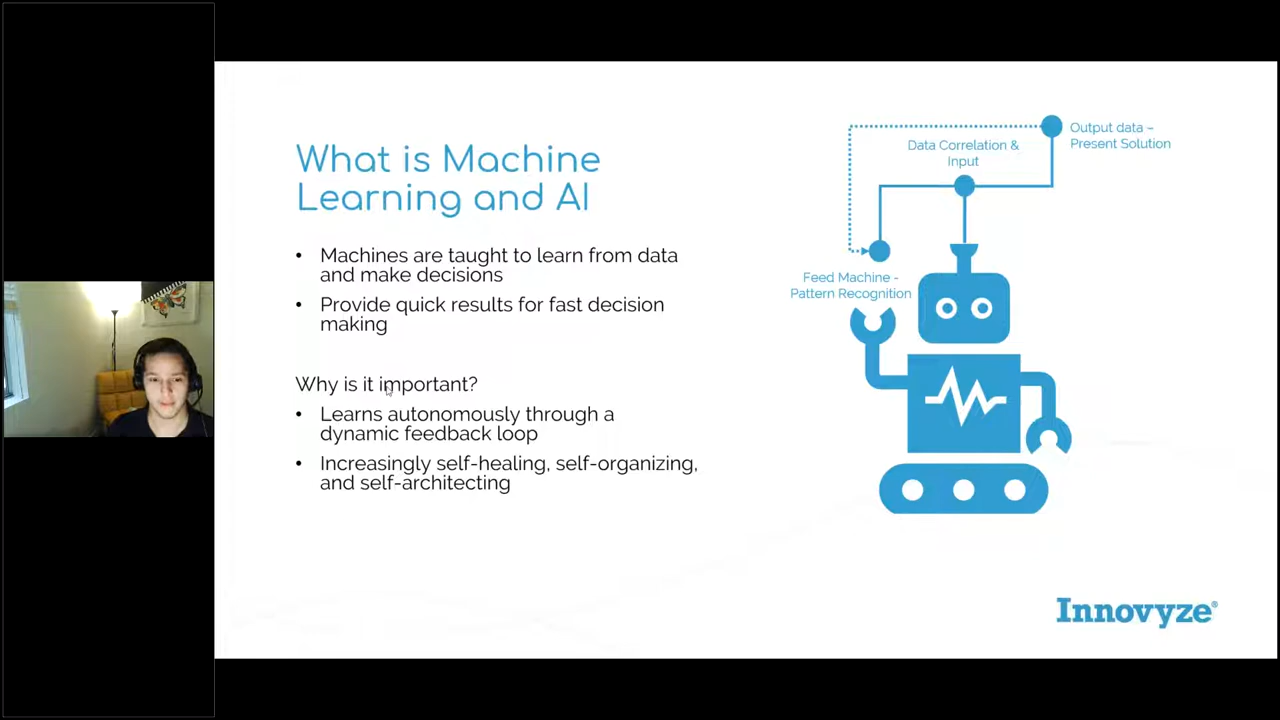 What is Machine
Learning and AI
• Machines are taught to learn from data
and make decisions
• Provide quick results for fast decision
making
Why is it important?
• Learns autonomously through a
dynamic feedback loop
• Increasingly self-healing, self-organizing,
and self-architecting
Output data –
Present Solution
Data Correlation &
Input
Feed Machine -
Pattern Recognition
Innovyze®